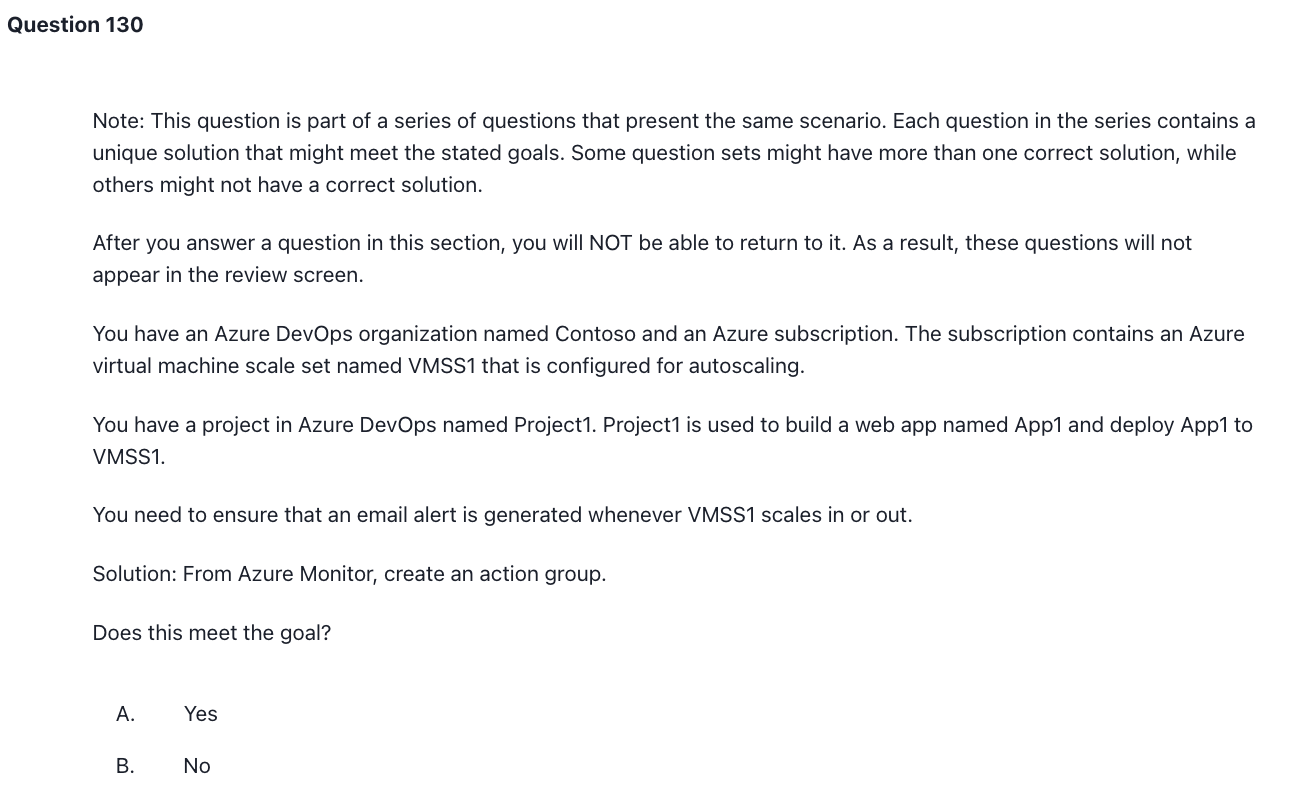 Question 130
Note: This question is part of a series of questions that present the same scenario. Each question in the series contains a
unique solution that might meet the stated goals. Some question sets might have more than one correct solution, while
others might not have a correct solution.
After you answer a question in this section, you will NOT be able to return to it. As a result, these questions will not
appear in the review screen.
You have an Azure DevOps organization named Contoso and an Azure subscription. The subscription contains an Azure
virtual machine scale set named VMSS1 that is configured for autoscaling.
You have a project in Azure DevOps named Project1. Project1 is used to build a web app named App1 and deploy App1 to
VMSS1.
You need to ensure that an email alert is generated whenever VMSS1 scales in or out.
Solution: From Azure Monitor, create an action group.
Does this meet the goal?
A. Yes
B. No